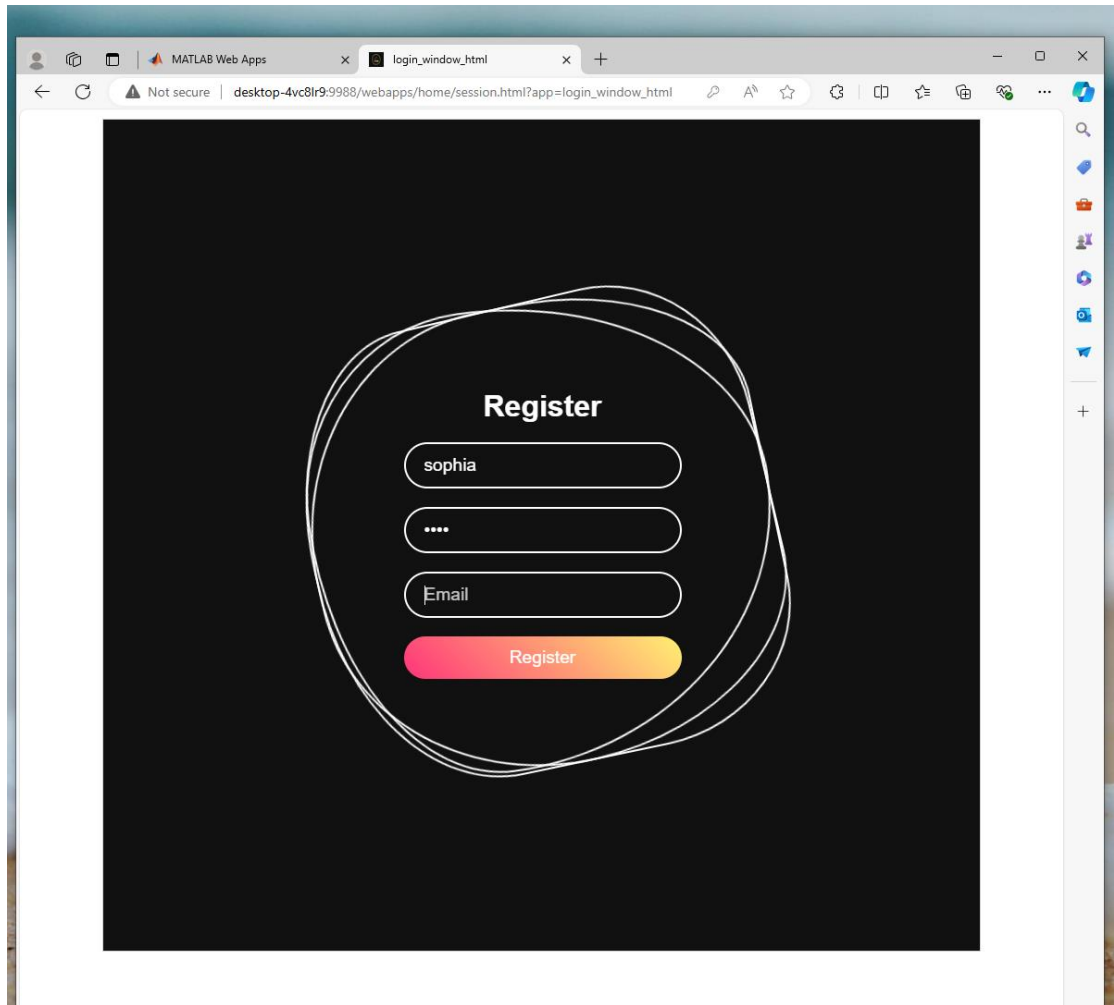 MATLAB Web Apps
login_window_html
Not secure
desktop-4vc8lr9:9988/webapps/home/session.html?app=login_window_html
Register
sophia
••••
Email
Register